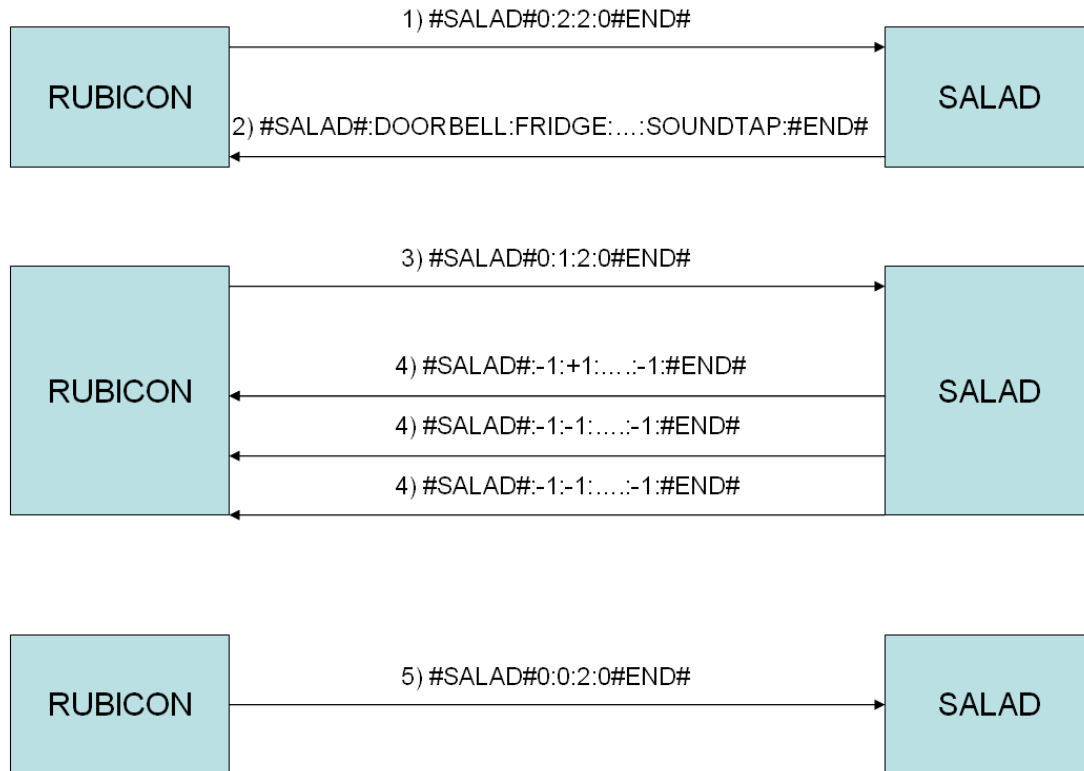 1) #SALAD#0:2:2:0#END#
RUBICON
SALAD
2) #SALAD#:DOORBELL:FRIDGE:...:SOUNDTAP:#END#
3) #SALAD#0:1:2:0#END#
4) #SALAD#:-1:+1:....:-1:#END#
RUBICON
SALAD
4) #SALAD#:-1:-1:....:-1:#END#
4) #SALAD#:-1:-1:....:-1:#END#
5) #SALAD#0:0:2:0#END#
RUBICON
SALAD